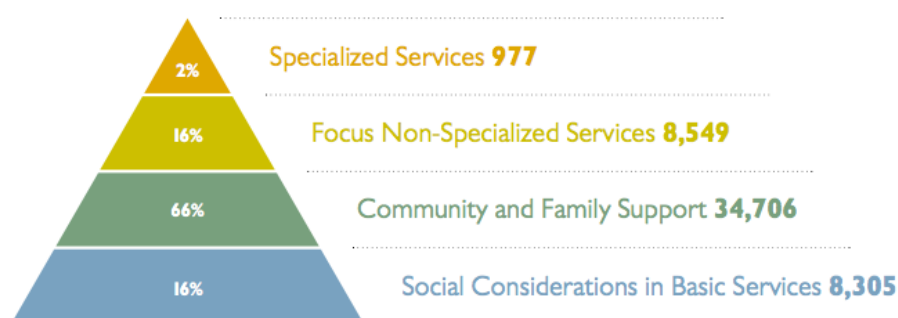 2%
Specialized Services 977
16%
Focus Non-Specialized Services 8,549
66%
Community and Family Support 34,706
16%
Social Considerations in Basic Services 8,305